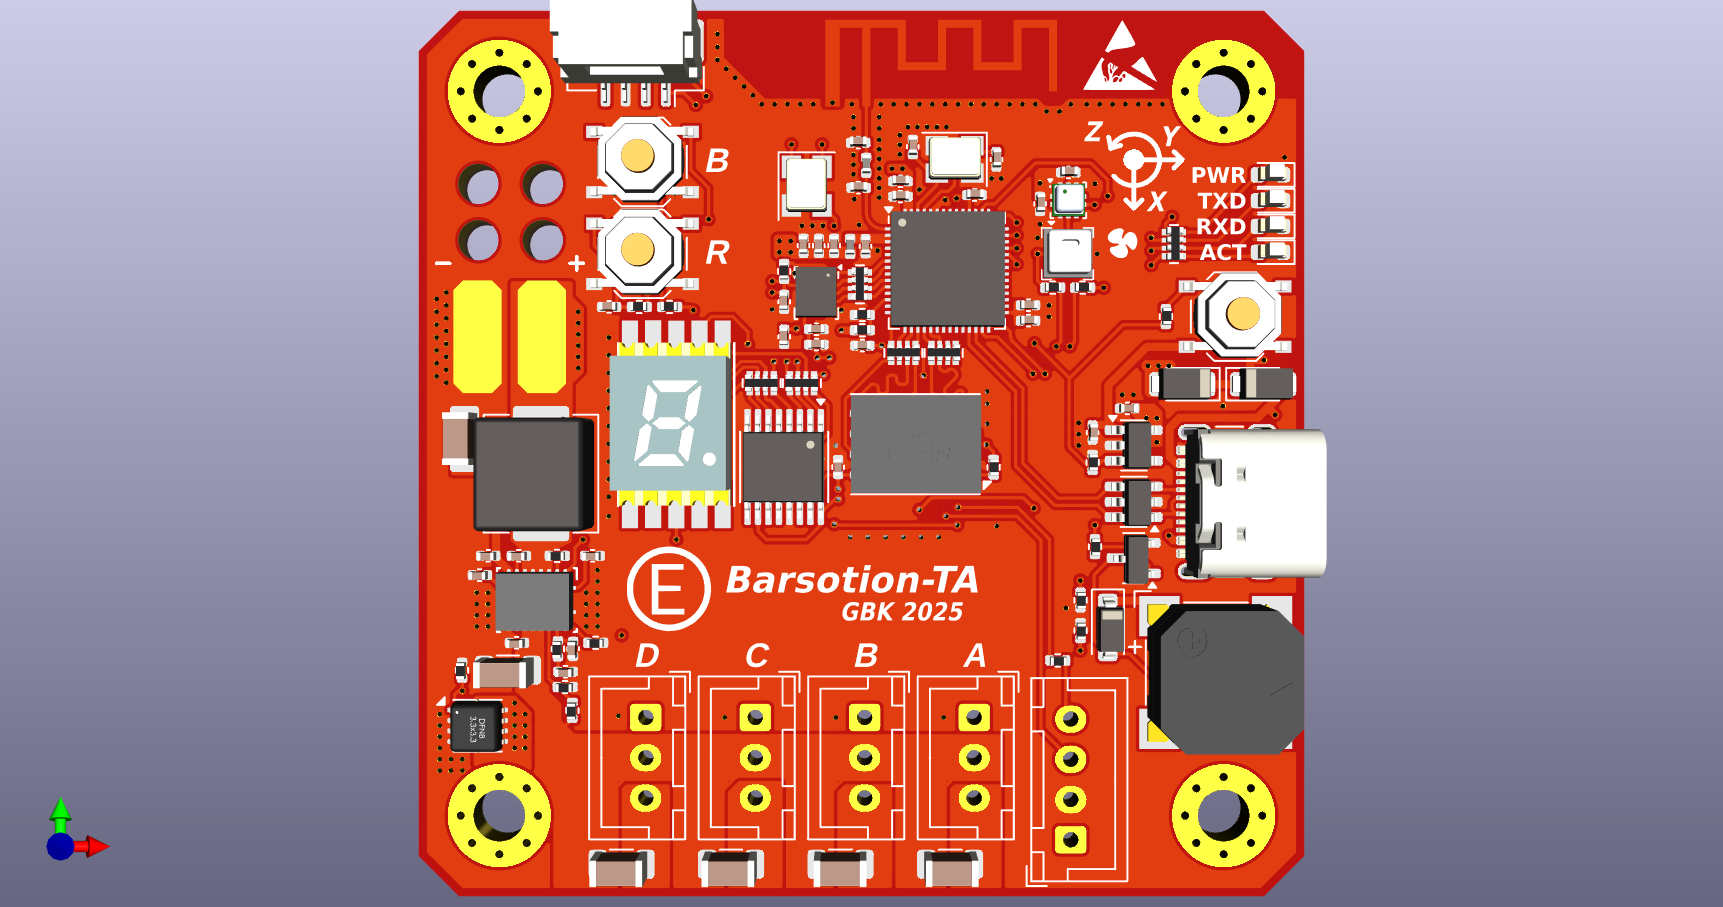 Z Y
X
B
PWR
TXD
RXD
ACT
R
- +
8.
E Barsotion-TA
GBK 2025
D C B A
+
DFN8
3.3x3.3